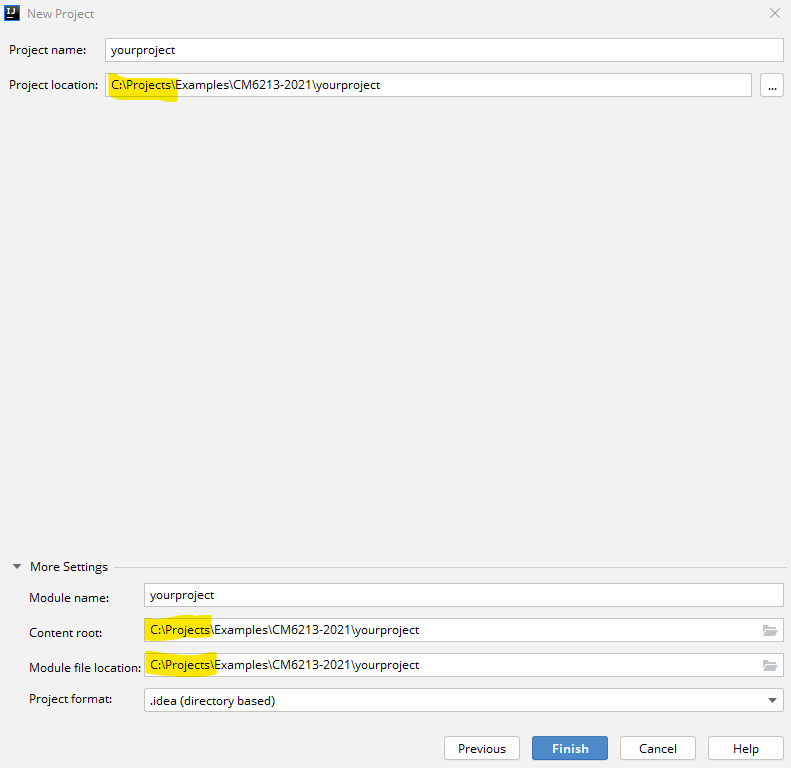 IJ New Project
Project name: yourproject
Project location: C:\Projects\Examples\CM6213-2021\yourproject ...
More Settings
Module name: yourproject
Content root: C:\Projects\Examples\CM6213-2021\yourproject
Module file location: C:\Projects\Examples\CM6213-2021\yourproject
Project format: .idea (directory based)
Previous Finish Cancel Help